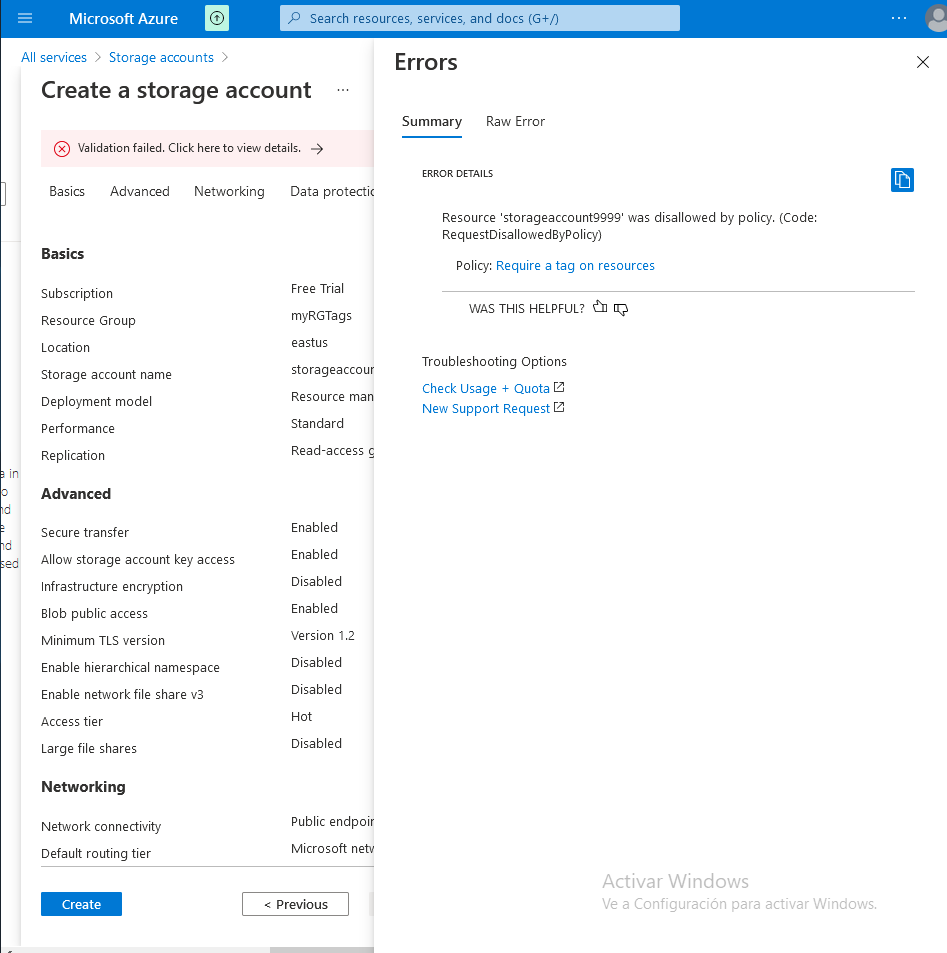 Microsoft Azure
Search resources, services, and docs (G+/)
All services > Storage accounts >
Create a storage account ...
Validation failed. Click here to view details. →
Basics Advanced Networking Data protectio
Basics
Subscription Free Trial
Resource Group myRGTags
Location eastus
Storage account name storageaccoun
Deployment model Resource man
Performance Standard
Replication Read-access g
Advanced
Secure transfer Enabled
Allow storage account key access Enabled
Infrastructure encryption Disabled
Blob public access Enabled
Minimum TLS version Version 1.2
Enable hierarchical namespace Disabled
Enable network file share v3 Disabled
Access tier Hot
Large file shares Disabled
Networking
Network connectivity Public endpoin
Default routing tier Microsoft netw
Create
< Previous
a in
o
nd
e
nd
sed
Errors
Summary Raw Error
ERROR DETAILS
Resource 'storageaccount9999' was disallowed by policy. (Code:
RequestDisallowedByPolicy)
Policy: Require a tag on resources
WAS THIS HELPFUL?
Troubleshooting Options
Check Usage + Quota
New Support Request
Activar Windows
Ve a Configuración para activar Windows.